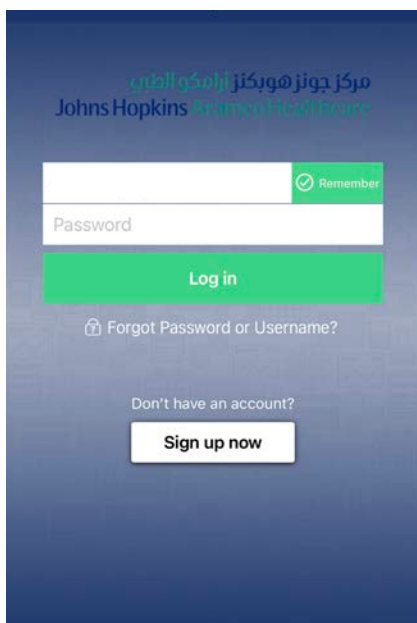 مركز جونز هوبكنز أرامكو الطبي
Johns Hopkins Aramco Healthcare
Remember
Password
Log in
Forgot Password or Username?
Don't have an account?
Sign up now